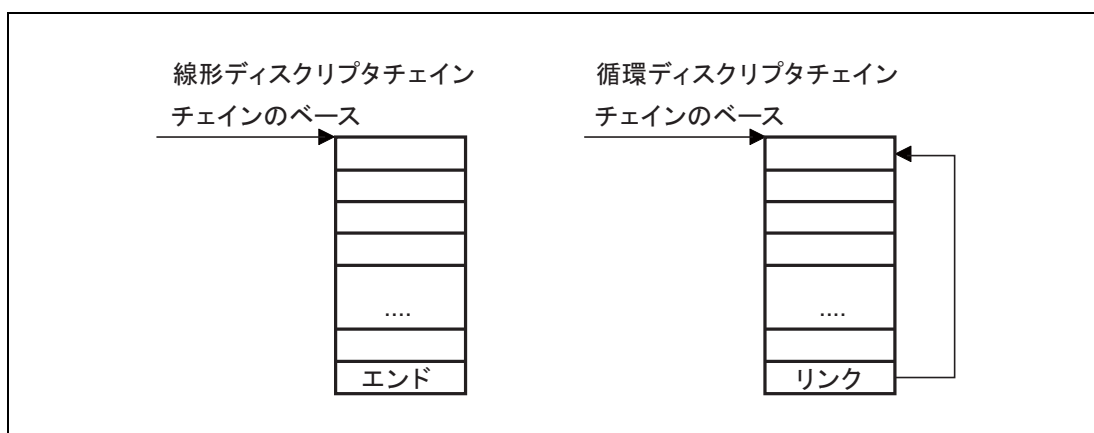 線形ディスクリプタチェイン
チェインのベース
....
エンド
循環ディスクリプタチェイン
チェインのベース
....
リンク